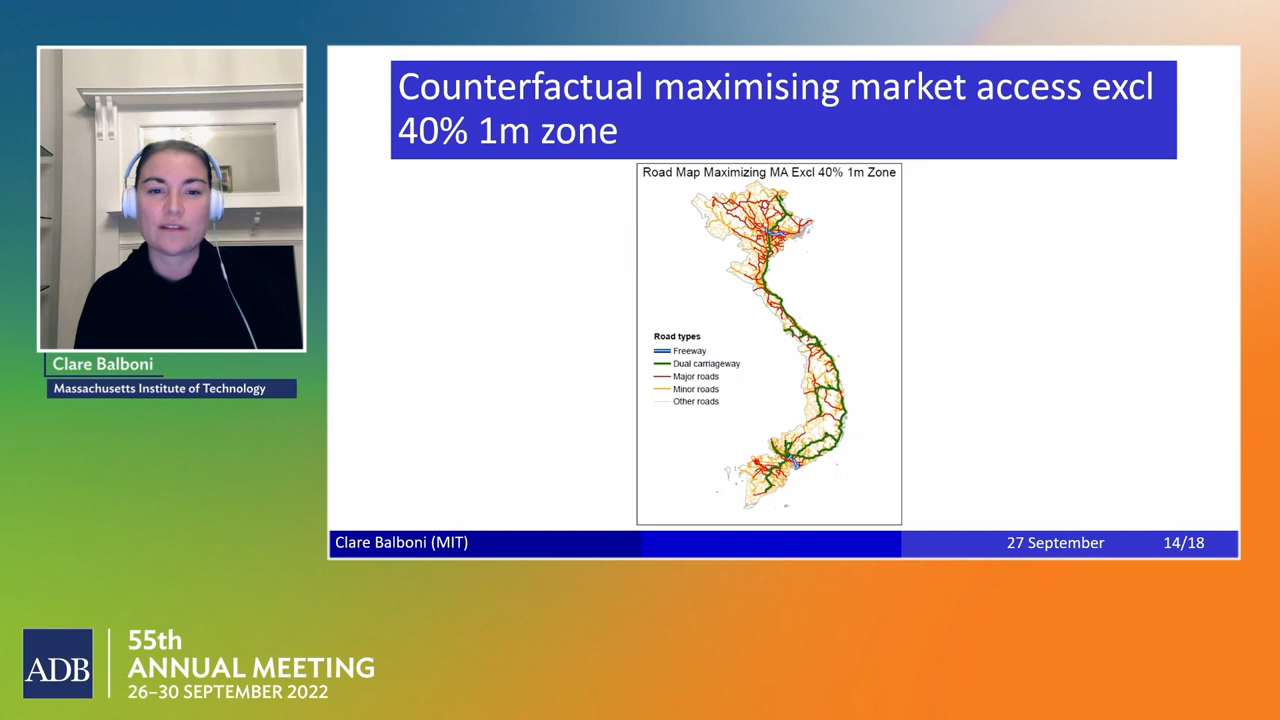 Counterfactual maximising market access excl
40% 1m zone
Road Map Maximizing MA Excl 40% 1m Zone
Road types
Freeway
Dual carriageway
Major roads
Minor roads
Other roads
Clare Balboni (MIT)
27 September
14/18
Clare Balboni
Massachusetts Institute of Technology
ADB
55th
ANNUAL MEETING
26–30 SEPTEMBER 2022